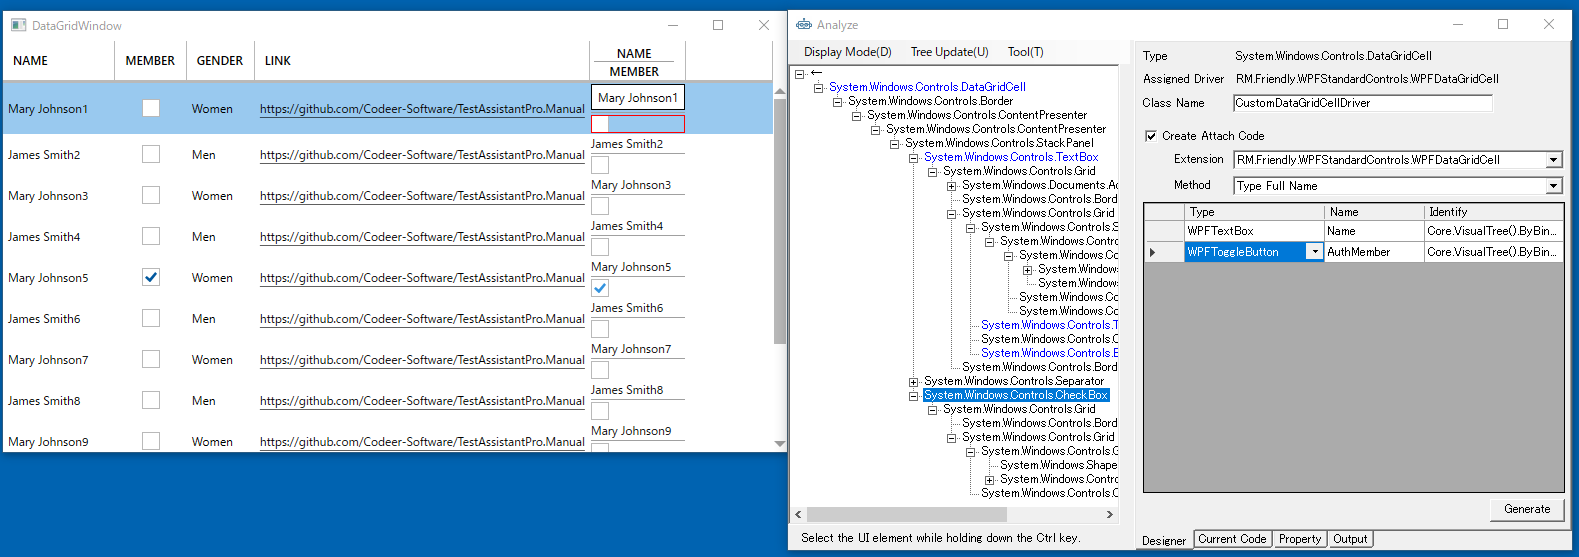 DataGridWindow
NAME MEMBER GENDER LINK NAME
MEMBER
Mary Johnson1 Women https://github.com/Codeer-Software/TestAssistantPro.Manual Mary Johnson1
James Smith2 Men https://github.com/Codeer-Software/TestAssistantPro.Manual James Smith2
Mary Johnson3 Women https://github.com/Codeer-Software/TestAssistantPro.Manual Mary Johnson3
James Smith4 Men https://github.com/Codeer-Software/TestAssistantPro.Manual James Smith4
Mary Johnson5 Women https://github.com/Codeer-Software/TestAssistantPro.Manual Mary Johnson5
James Smith6 Men https://github.com/Codeer-Software/TestAssistantPro.Manual James Smith6
Mary Johnson7 Women https://github.com/Codeer-Software/TestAssistantPro.Manual Mary Johnson7
James Smith8 Men https://github.com/Codeer-Software/TestAssistantPro.Manual James Smith8
Mary Johnson9 Women https://github.com/Codeer-Software/TestAssistantPro.Manual Mary Johnson9
Analyze
Display Mode(D) Tree Update(U) Tool(T)
←
System.Windows.Controls.DataGridCell
System.Windows.Controls.Border
System.Windows.Controls.ContentPresenter
System.Windows.Controls.ContentPresenter
System.Windows.Controls.StackPanel
System.Windows.Controls.TextBox
System.Windows.Controls.Grid
System.Windows.Documents.Ac
System.Windows.Controls.Bord
System.Windows.Controls.Grid
System.Windows.Controls.S
System.Windows.Contro
System.Windows.Co
System.Windows
System.Windows.
System.Windows.Co
System.Windows.Co
System.Windows.Controls.T
System.Windows.Controls.C
System.Windows.Controls.E
System.Windows.Controls.Bord
System.Windows.Controls.Separator
System.Windows.Controls.CheckBox
System.Windows.Controls.Grid
System.Windows.Controls.Bord
System.Windows.Controls.Grid
System.Windows.Controls.G
System.Windows.Shape
System.Windows.Contro
System.Windows.Controls.C
Select the UI element while holding down the Ctrl key.
Type System.Windows.Controls.DataGridCell
Assigned Driver RM.Friendly.WPFStandardControls.WPFDataGridCell
Class Name CustomDataGridCellDriver
Create Attach Code
Extension RM.Friendly.WPFStandardControls.WPFDataGridCell
Method Type Full Name
Type Name Identify
WPFTextBox Name Core.VisualTree().ByBin...
WPFToggleButton AuthMember Core.VisualTree().ByBin...
Generate
Designer Current Code Property Output